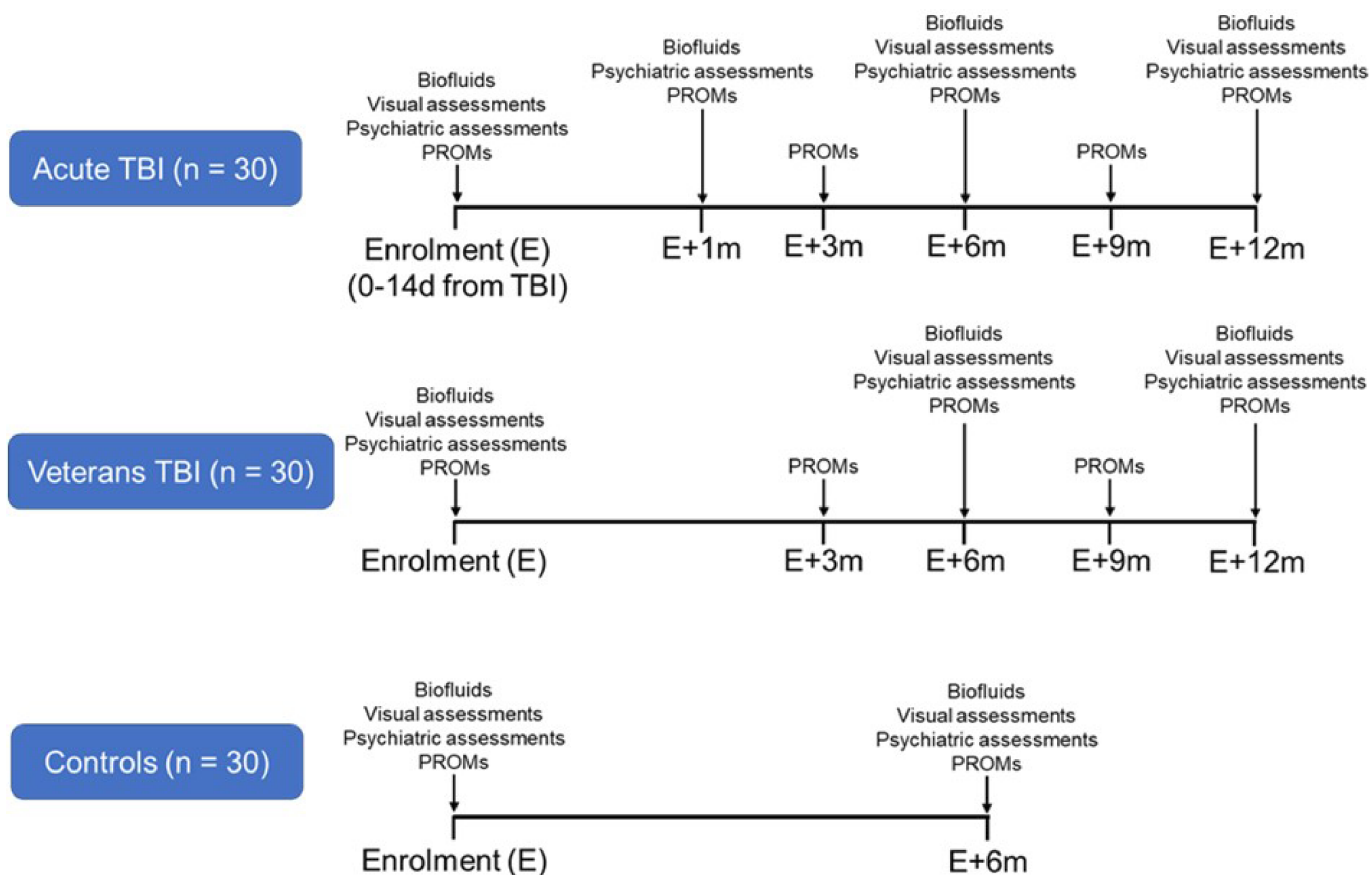 Acute TBI (n = 30)
Biofluids
Visual assessments
Psychiatric assessments
PROMs
Biofluids
Psychiatric assessments
PROMs
PROMs
Biofluids
Visual assessments
Psychiatric assessments
PROMs
PROMs
Biofluids
Visual assessments
Psychiatric assessments
PROMs
Enrolment (E)
(0-14d from TBI)
E+1m
E+3m
E+6m
E+9m
E+12m
Veterans TBI (n = 30)
Biofluids
Visual assessments
Psychiatric assessments
PROMs
PROMs
Biofluids
Visual assessments
Psychiatric assessments
PROMs
PROMs
Biofluids
Visual assessments
Psychiatric assessments
PROMs
Enrolment (E)
E+3m
E+6m
E+9m
E+12m
Controls (n = 30)
Biofluids
Visual assessments
Psychiatric assessments
PROMs
Biofluids
Visual assessments
Psychiatric assessments
PROMs
Enrolment (E)
E+6m